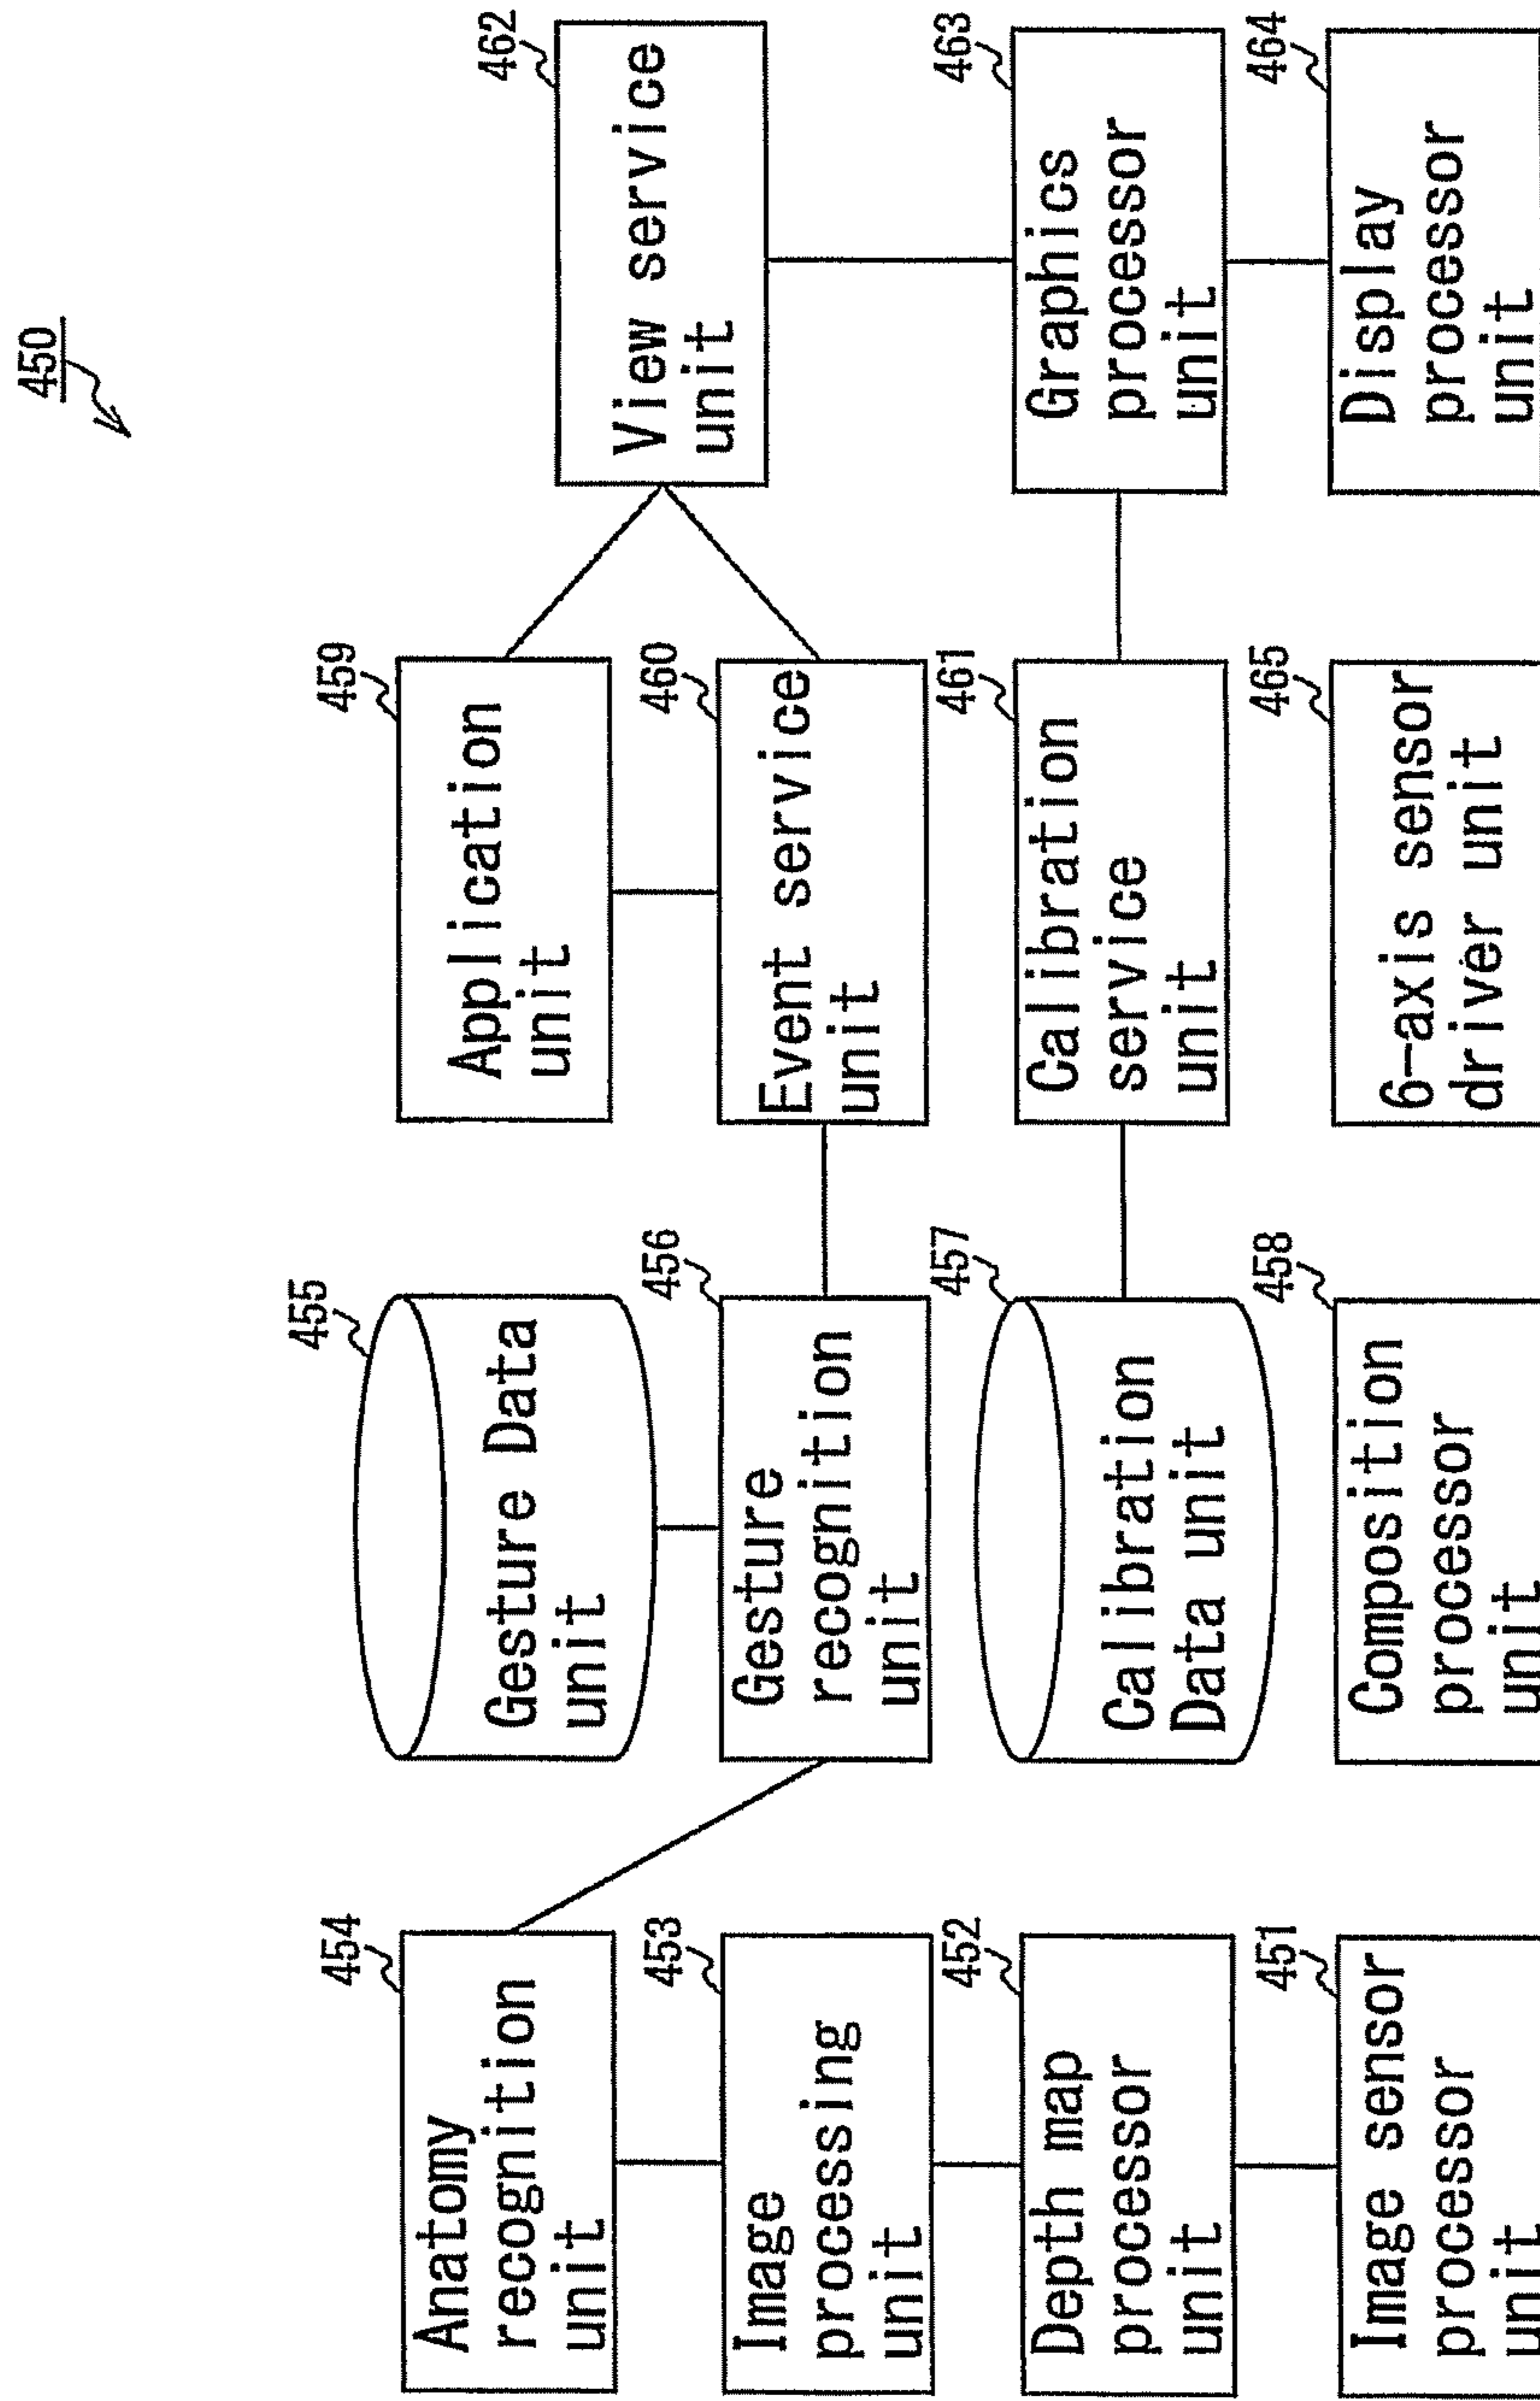 450
454
Anatomy
recognition
unit
453
Image
processing
unit
452
Depth map
processor
unit
451
Image sensor
processor
unit
455
Gesture Data
unit
456
Gesture
recognition
unit
457
Calibration
Data unit
458
Composition
processor
unit
459
Application
unit
460
Event service
unit
461
Calibration
service
unit
465
6-axis sensor
driver unit
462
View service
unit
463
Graphics
processor
unit
464
Display
processor
unit